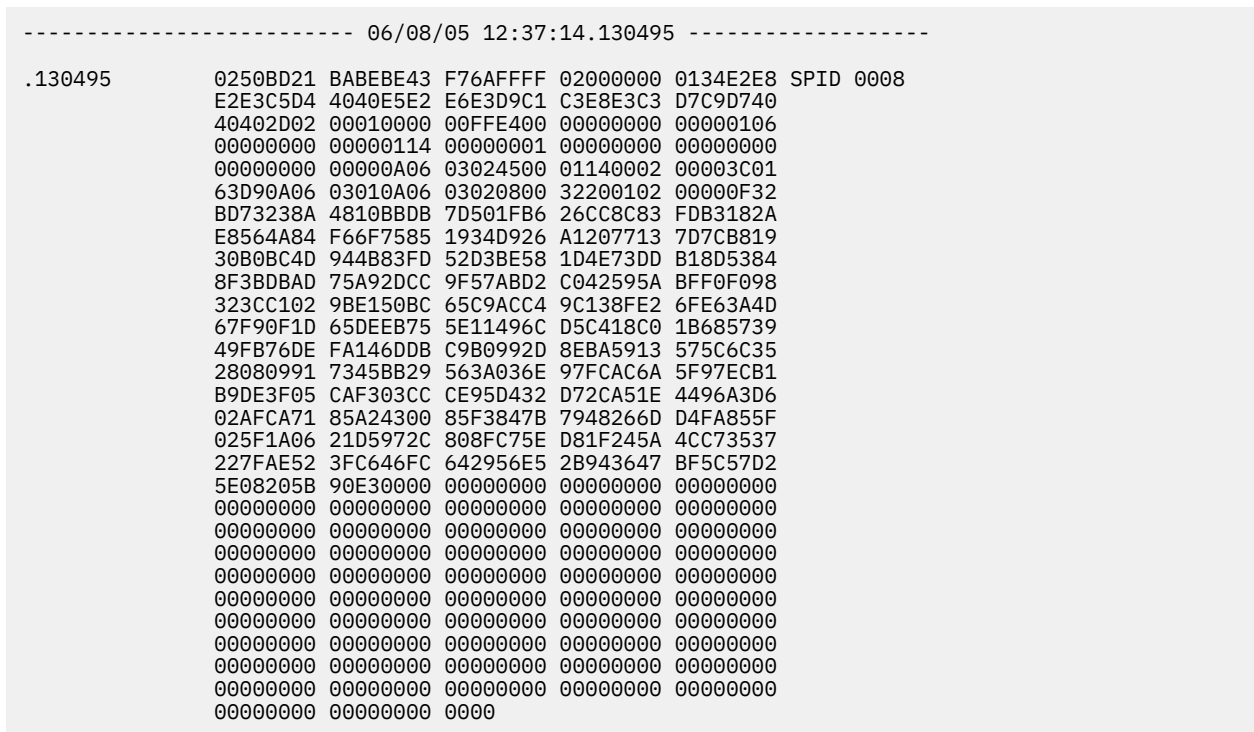 -------------------------- 06/08/05 12:37:14.130495 -------------------
.130495 0250BD21 BABEBE43 F76AFFFF 02000000 0134E2E8 SPID 0008
E2E3C5D4 4040E5E2 E6E3D9C1 C3E8E3C3 D7C9D740
40402D02 00010000 00FFE400 00000000 00000106
00000000 00000114 00000001 00000000 00000000
00000000 00000A06 03024500 01140002 00003C01
63D90A06 03010A06 03020800 32200102 00000F32
BD73238A 4810BBDB 7D501FB6 26CC8C83 FDB3182A
E8564A84 F66F7585 1934D926 A1207713 7D7CB819
30B0BC4D 944B83FD 52D3BE58 1D4E73DD B18D5384
8F3BDBAD 75A92DCC 9F57ABD2 C042595A BFF0F098
323CC102 9BE150BC 65C9ACC4 9C138FE2 6FE63A4D
67F90F1D 65DEEB75 5E11496C D5C418C0 1B685739
49FB76DE FA146DDB C9B0992D 8EBA5913 575C6C35
28080991 7345BB29 563A036E 97FCAC6A 5F97ECB1
B9DE3F05 CAF303CC CE95D432 D72CA51E 4496A3D6
02AFCA71 85A24300 85F3847B 7948266D D4FA855F
025F1A06 21D5972C 808FC75E D81F245A 4CC73537
227FAE52 3FC646FC 642956E5 2B943647 BF5C57D2
5E08205B 90E30000 00000000 00000000 00000000
00000000 00000000 00000000 00000000 00000000
00000000 00000000 00000000 00000000 00000000
00000000 00000000 00000000 00000000 00000000
00000000 00000000 00000000 00000000 00000000
00000000 00000000 00000000 00000000 00000000
00000000 00000000 00000000 00000000 00000000
00000000 00000000 00000000 00000000 00000000
00000000 00000000 00000000 00000000 00000000
00000000 00000000 00000000 00000000 00000000
00000000 00000000 0000